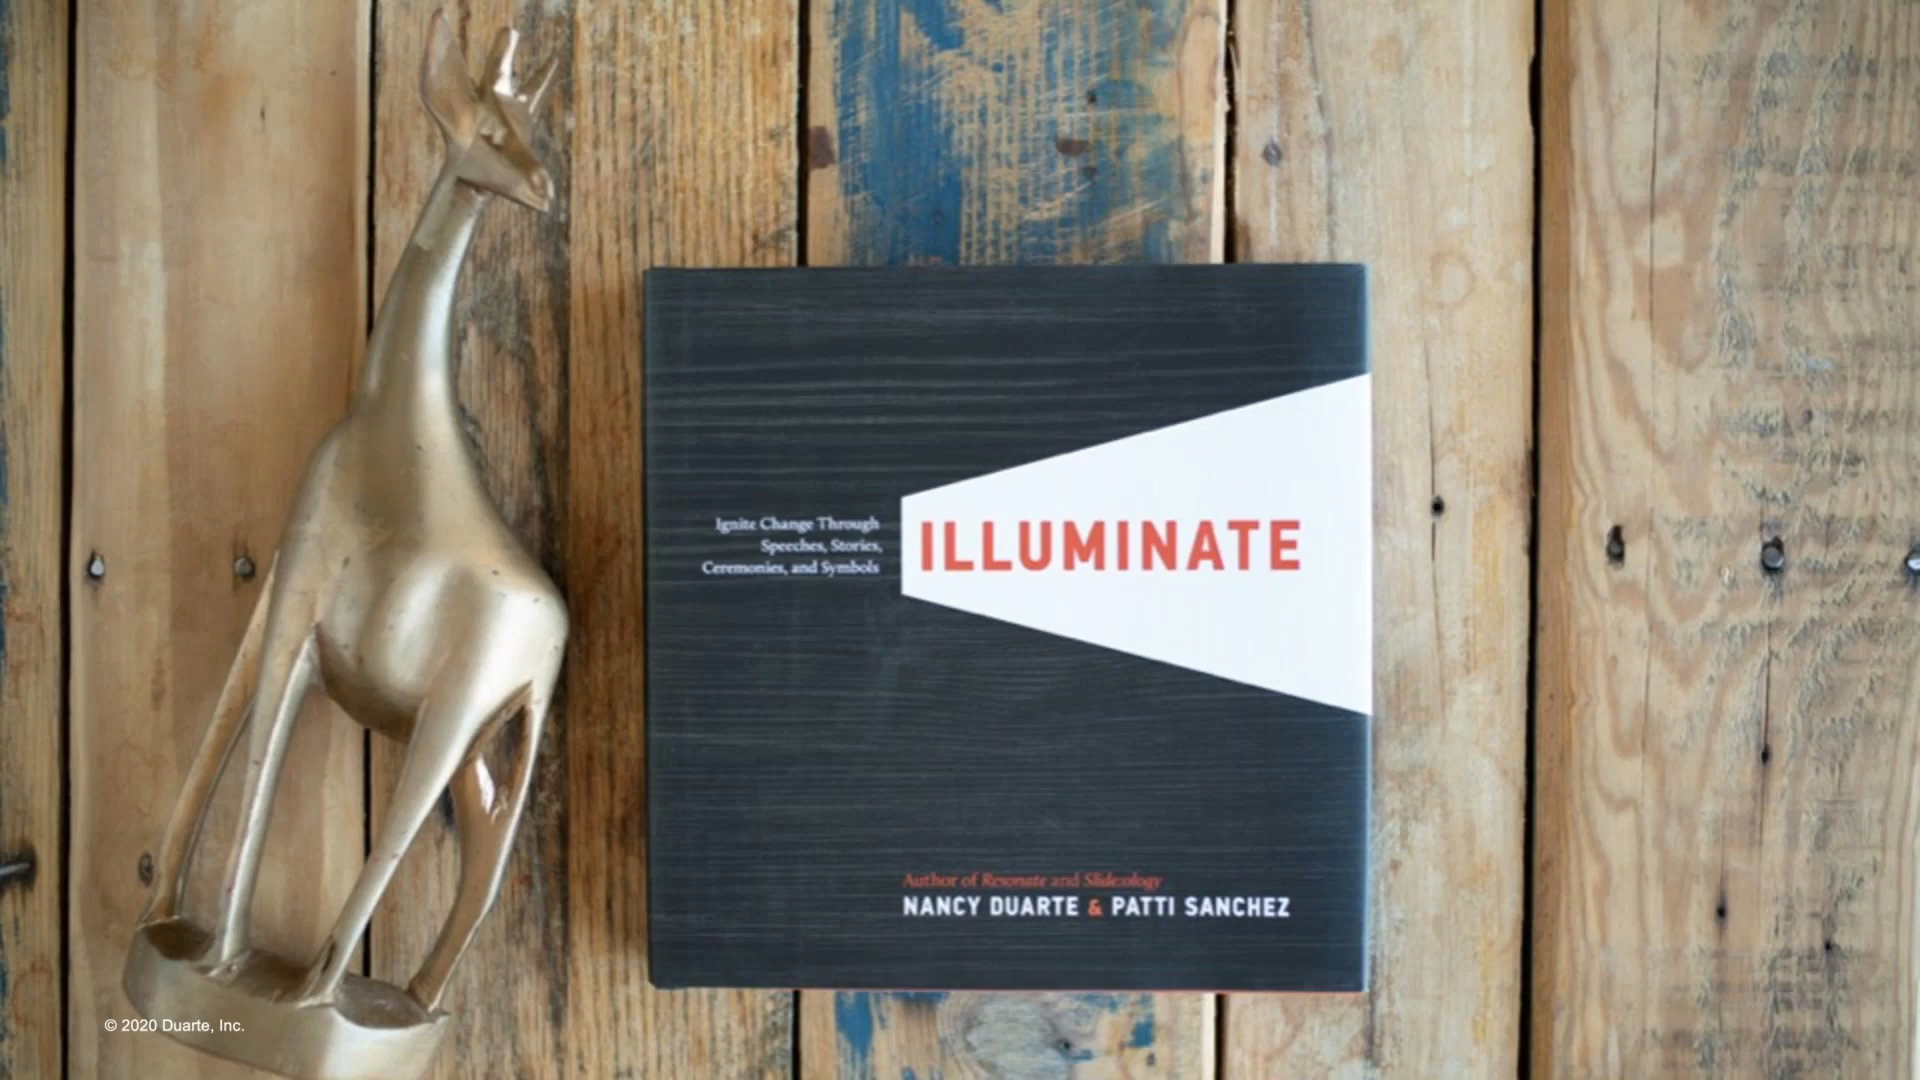 Ignite Change Through
Speeches, Stories,
Ceremonies, and Symbols
ILLUMINATE
Author of Resonate and Slide:ology
NANCY DUARTE & PATTI SANCHEZ
© 2020 Duarte, Inc.